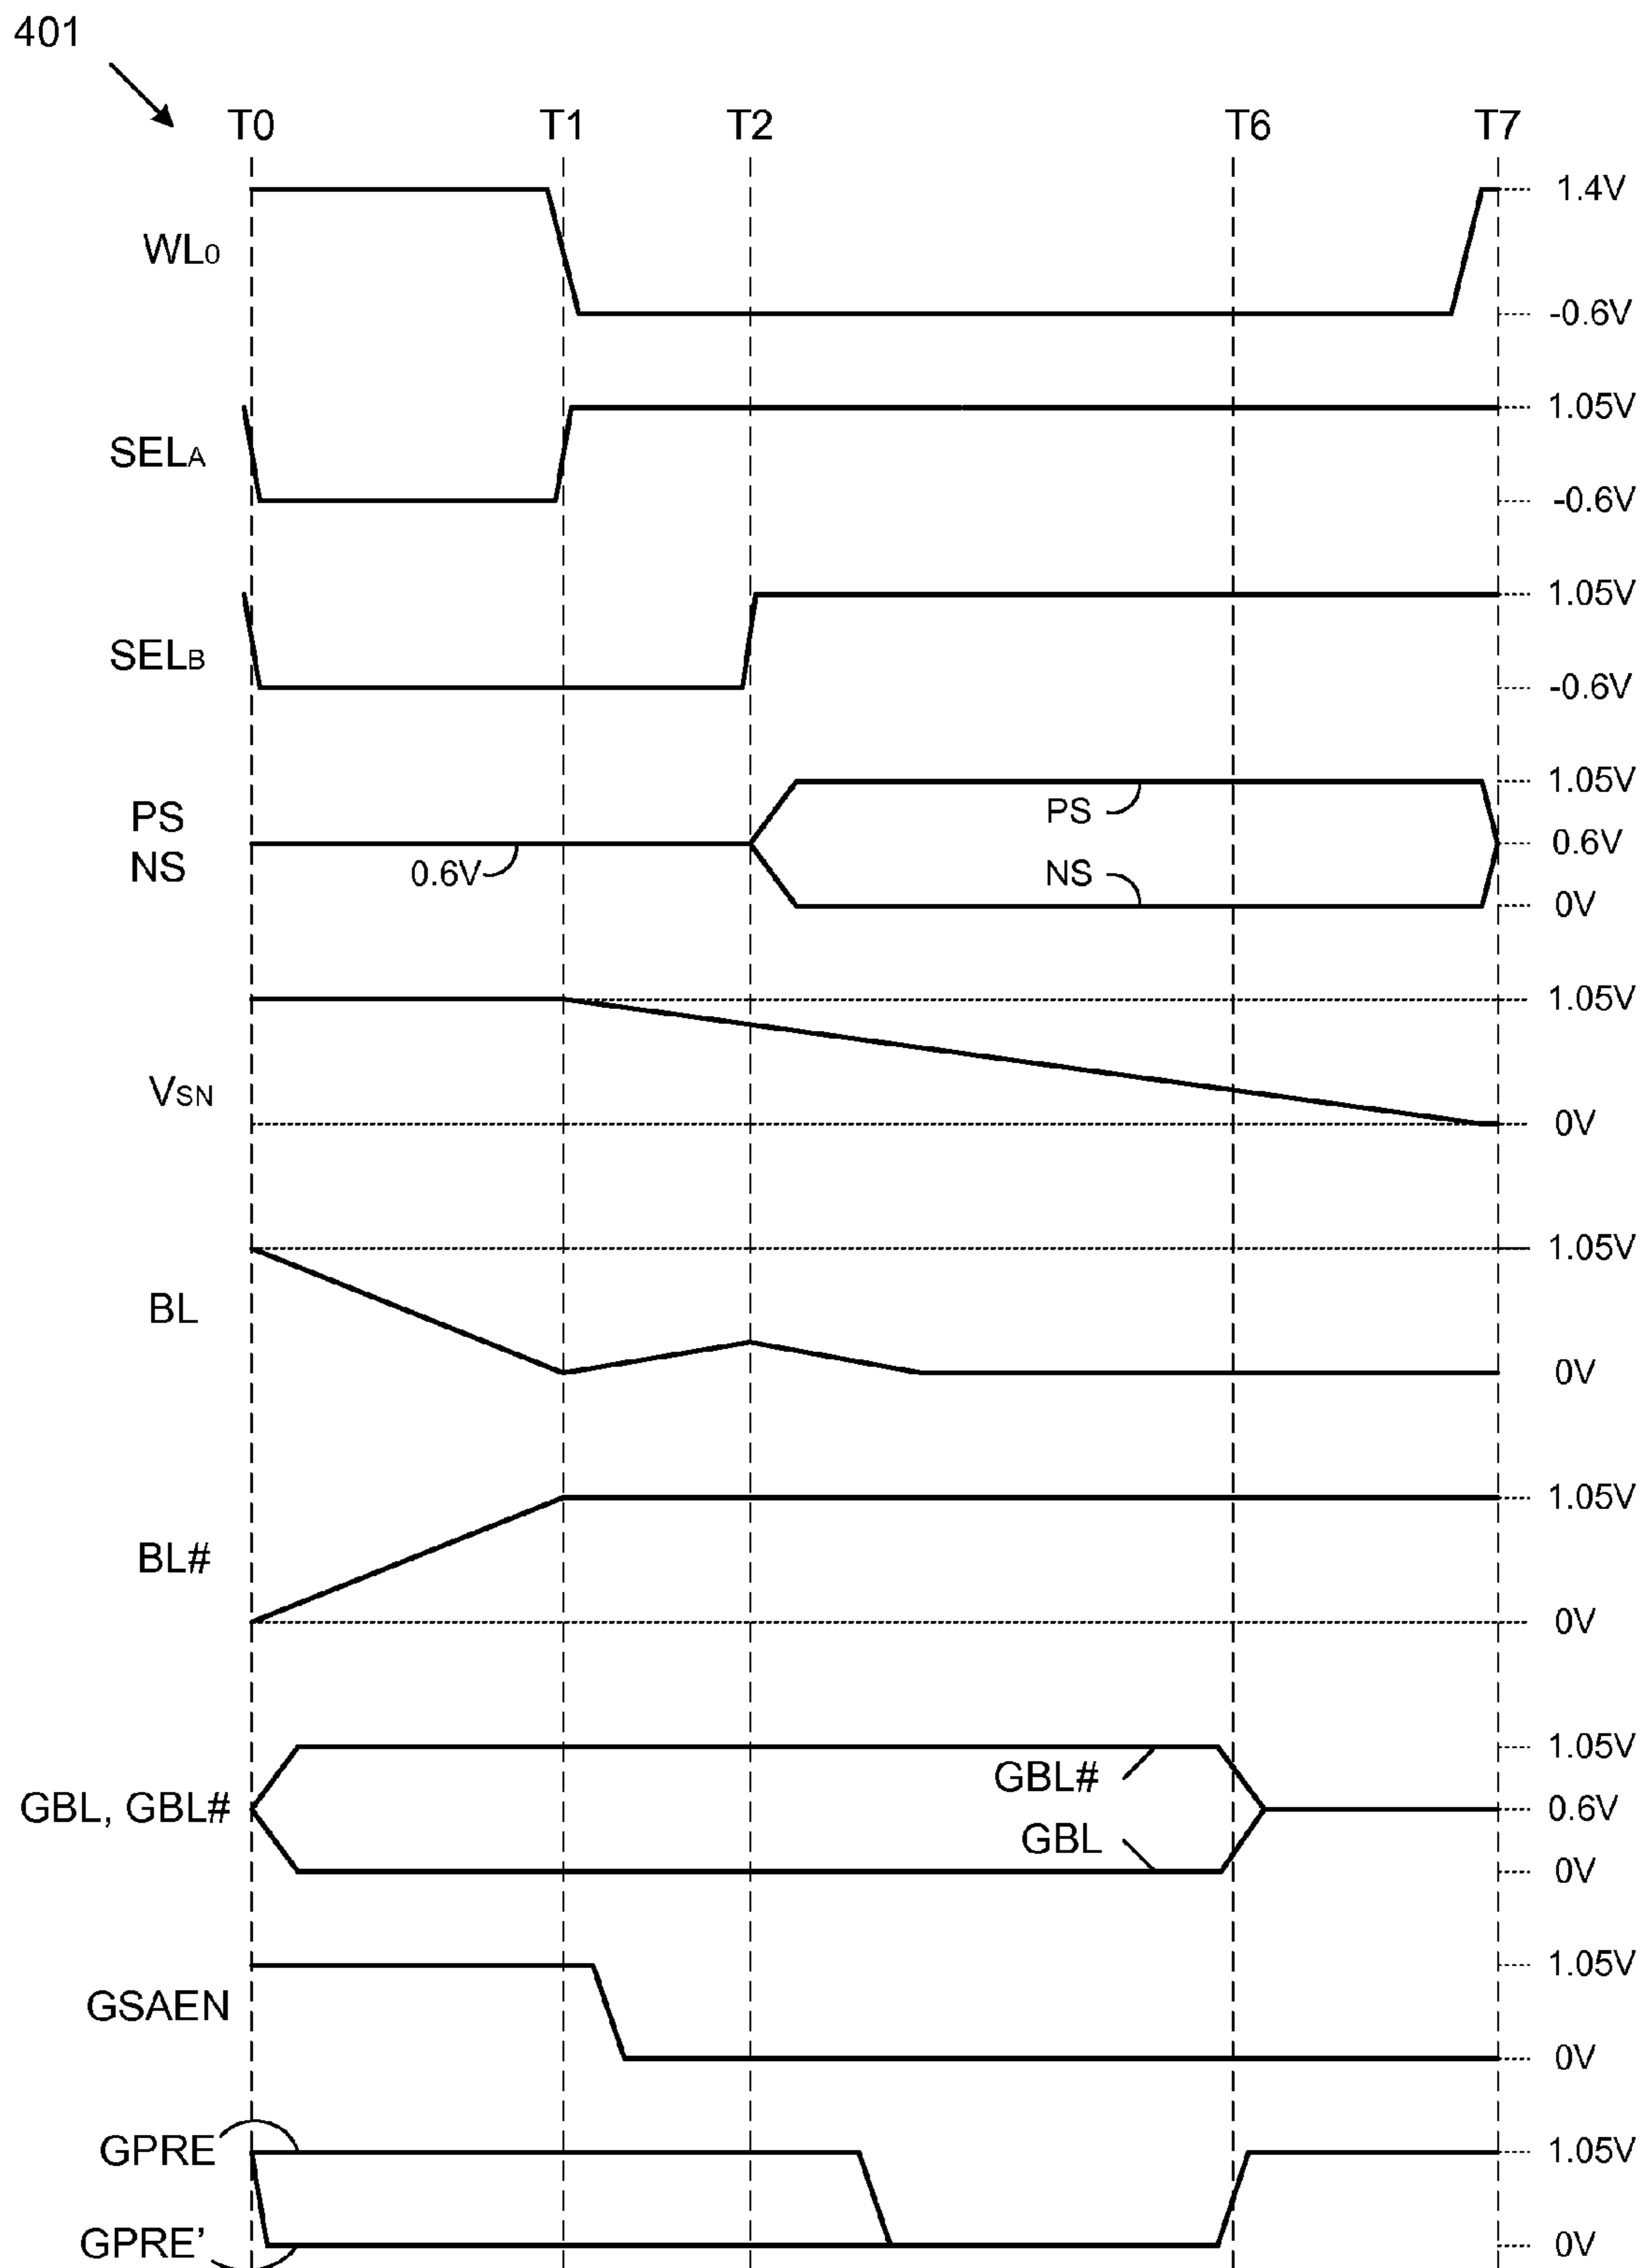 401
T0 T1 T2 T6 T7
1.4V
WL0
-0.6V
1.05V
SELA
-0.6V
1.05V
SELB
-0.6V
1.05V
PS
PS
0.6V
NS
0.6V
NS
0V
1.05V
VSN
0V
1.05V
BL
0V
1.05V
BL#
0V
1.05V
GBL#
GBL, GBL#
0.6V
GBL
0V
1.05V
GSAEN
0V
GPRE
1.05V
GPRE’
0V